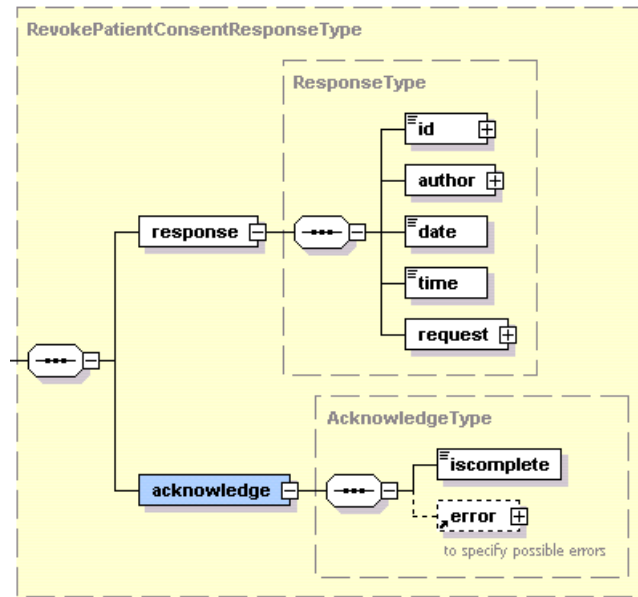 RevokePatientConsentResponseType
ResponseType
id
author
response
date
time
request
AcknowledgeType
iscomplete
acknowledge
error
to specify possible errors